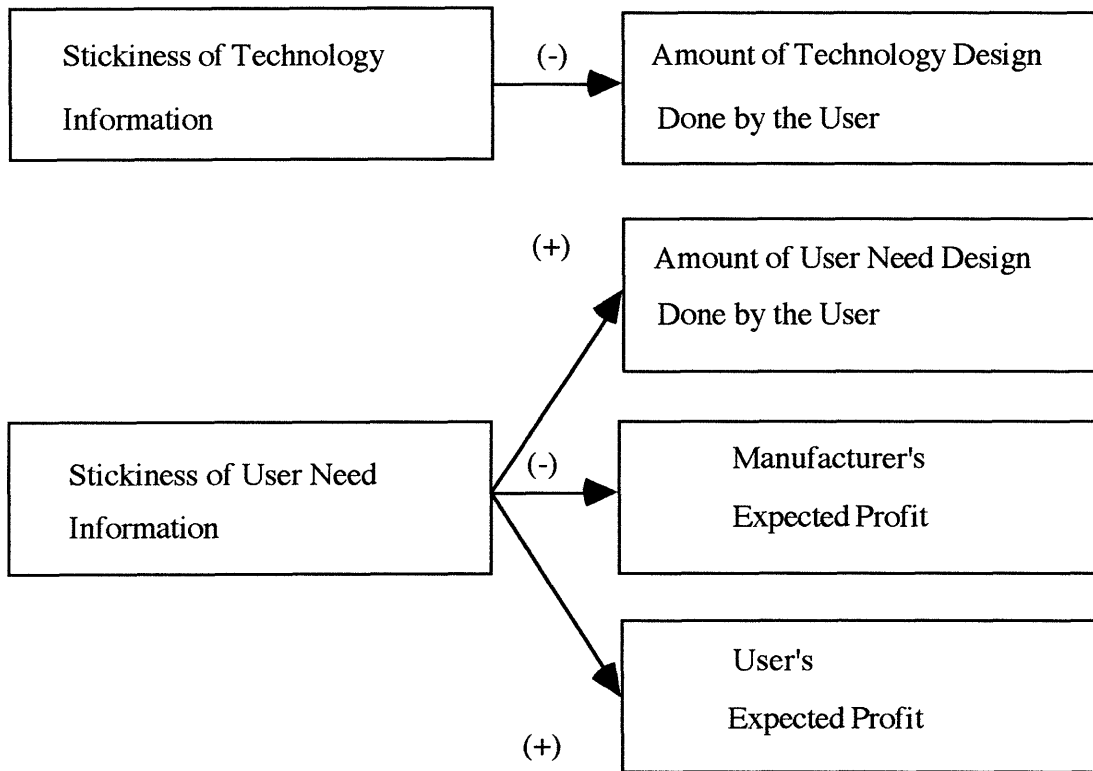 Stickiness of Technology
Information
(-)
Amount of Technology Design
Done by the User
(+)
Amount of User Need Design
Done by the User
Stickiness of User Need
Information
(-)
Manufacturer's
Expected Profit
User's
Expected Profit
(+)